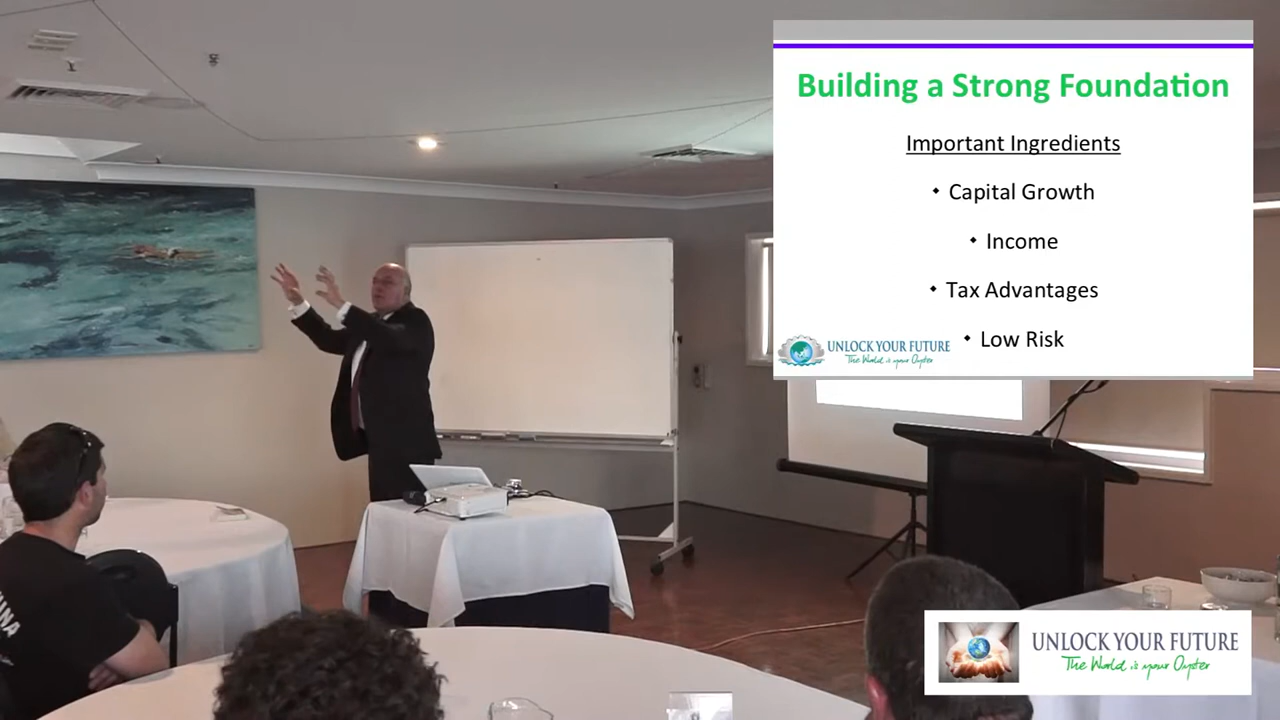 Building a Strong Foundation
Important Ingredients
• Capital Growth
• Income
• Tax Advantages
• Low Risk
UNLOCK YOUR FUTURE
The World is your Oyster
UNLOCK YOUR FUTURE
The World is your Oyster